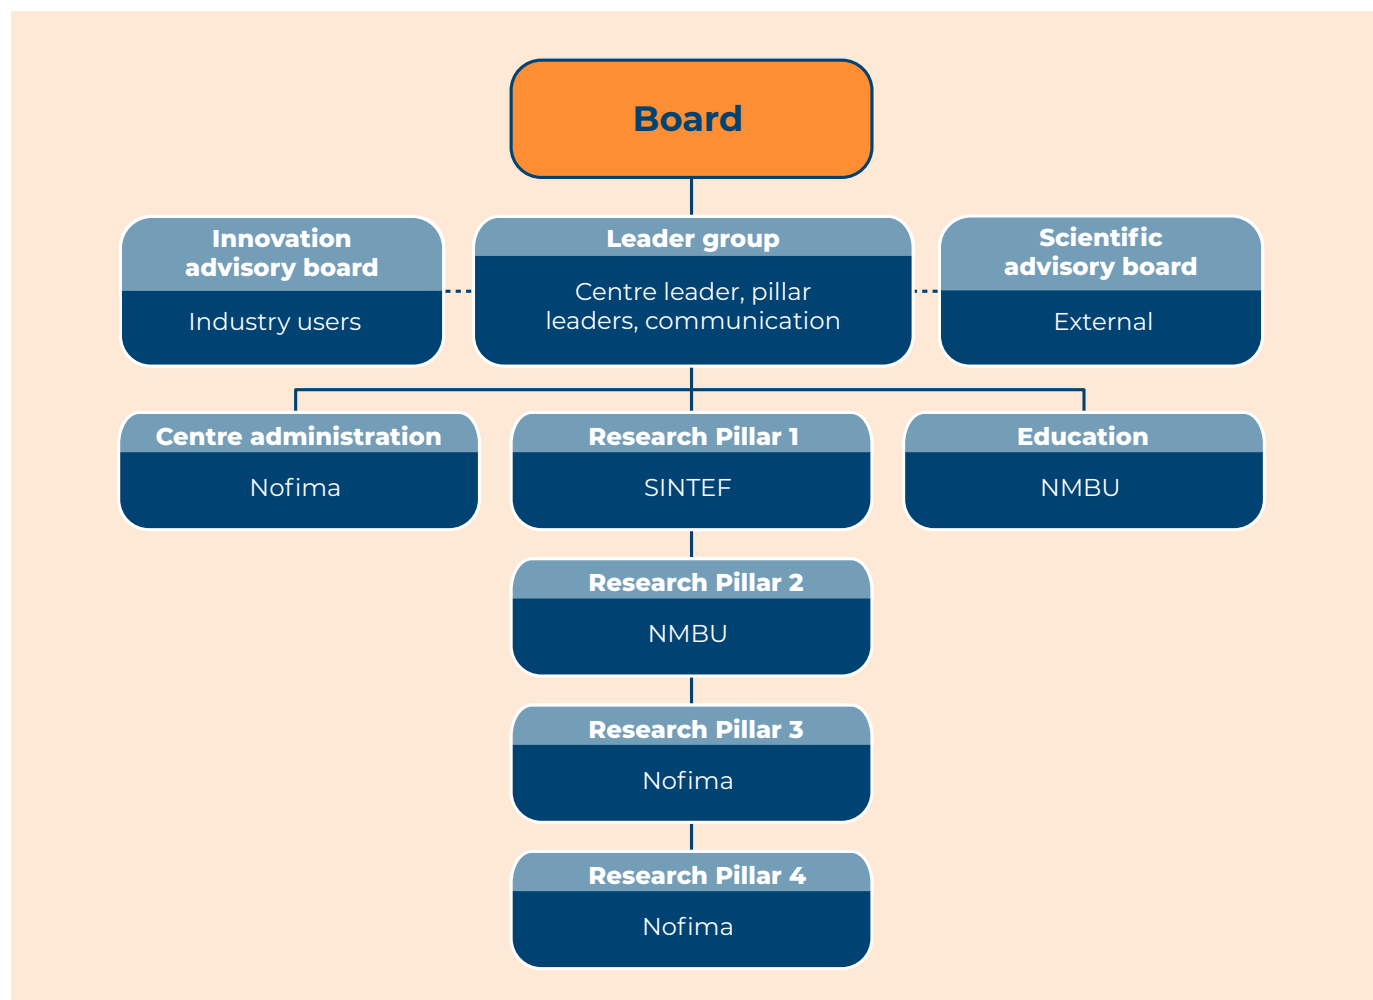 Board
Innovation
advisory board
Industry users
Leader group
Centre leader, pillar
leaders, communication
Scientific
advisory board
External
Centre administration
Nofima
Research Pillar 1
SINTEF
Education
NMBU
Research Pillar 2
NMBU
Research Pillar 3
Nofima
Research Pillar 4
Nofima